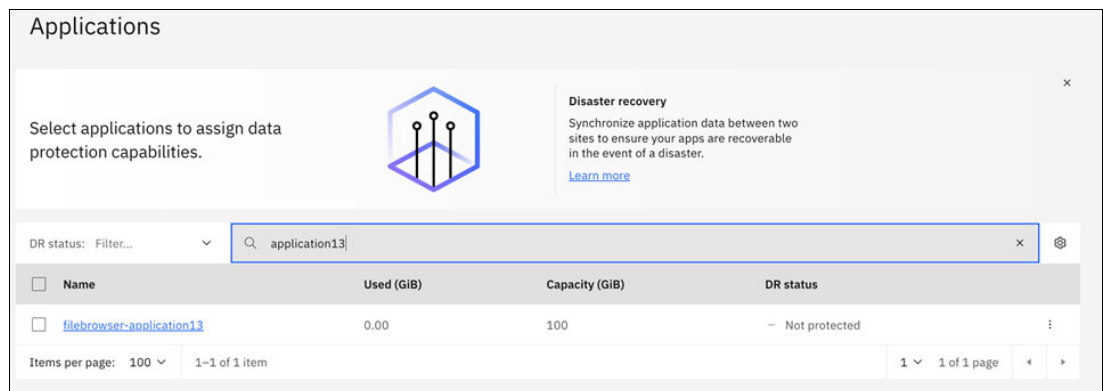 Applications
Select applications to assign data
protection capabilities.
Disaster recovery
Synchronize application data between two
sites to ensure your apps are recoverable
in the event of a disaster.
Learn more
DR status: Filter... application13
Name Used (GiB) Capacity (GiB) DR status
filebrowser-application13 0.00 100 – Not protected
Items per page: 100 1–1 of 1 item 1 1 of 1 page